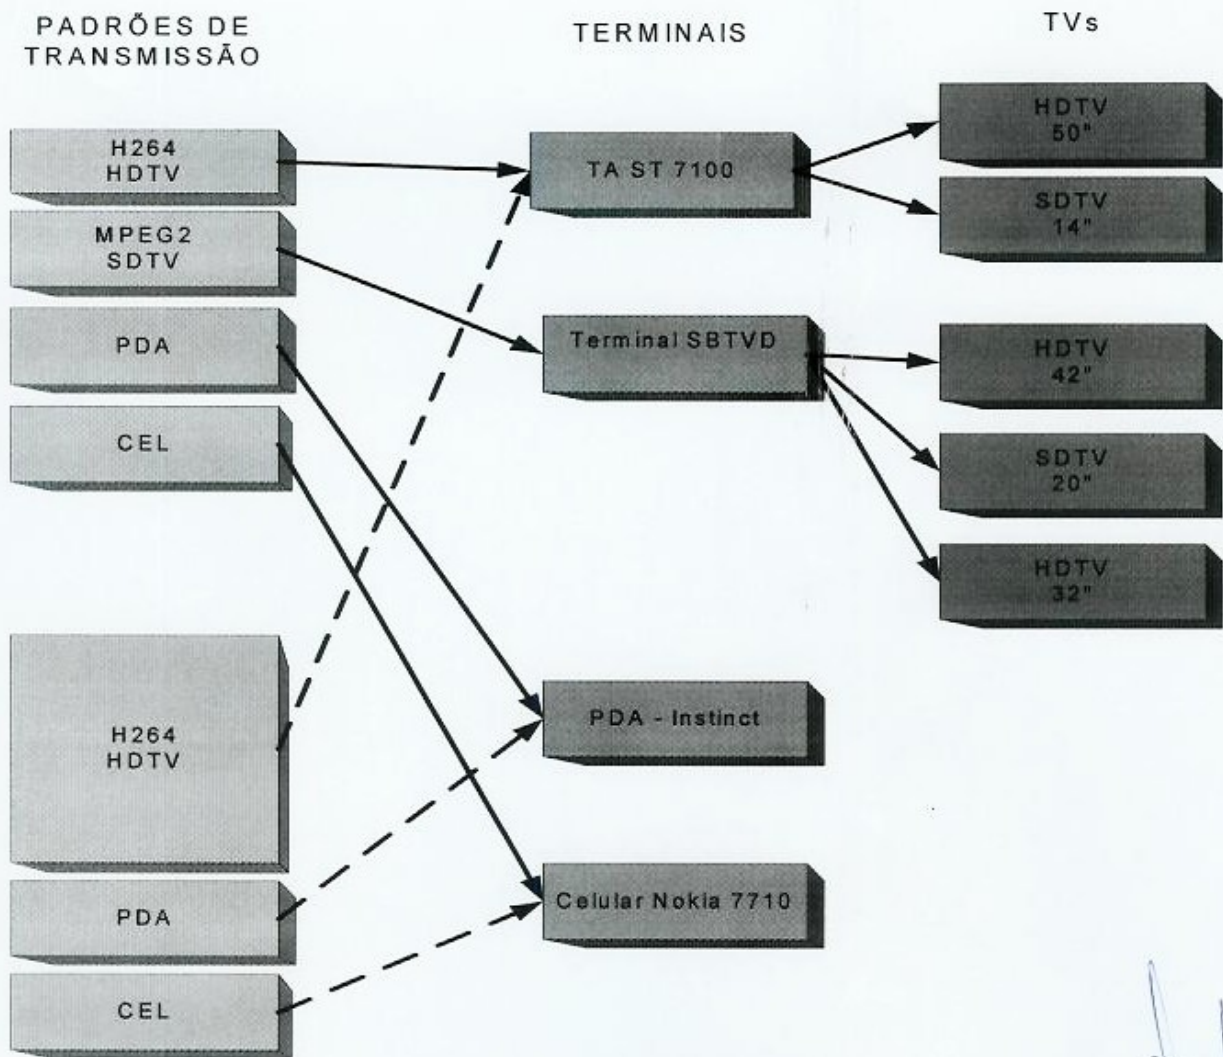 PADRÕES DE
TRANSMISSÃO
TERMINAIS
TVs
H264
HDTV
MPEG2
SDTV
PDA
CEL
H264
HDTV
PDA
CEL
TA ST 7100
Terminal SBTVD
PDA - Instinct
Celular Nokia 7710
HDTV
50"
SDTV
14"
HDTV
42"
SDTV
20"
HDTV
32"